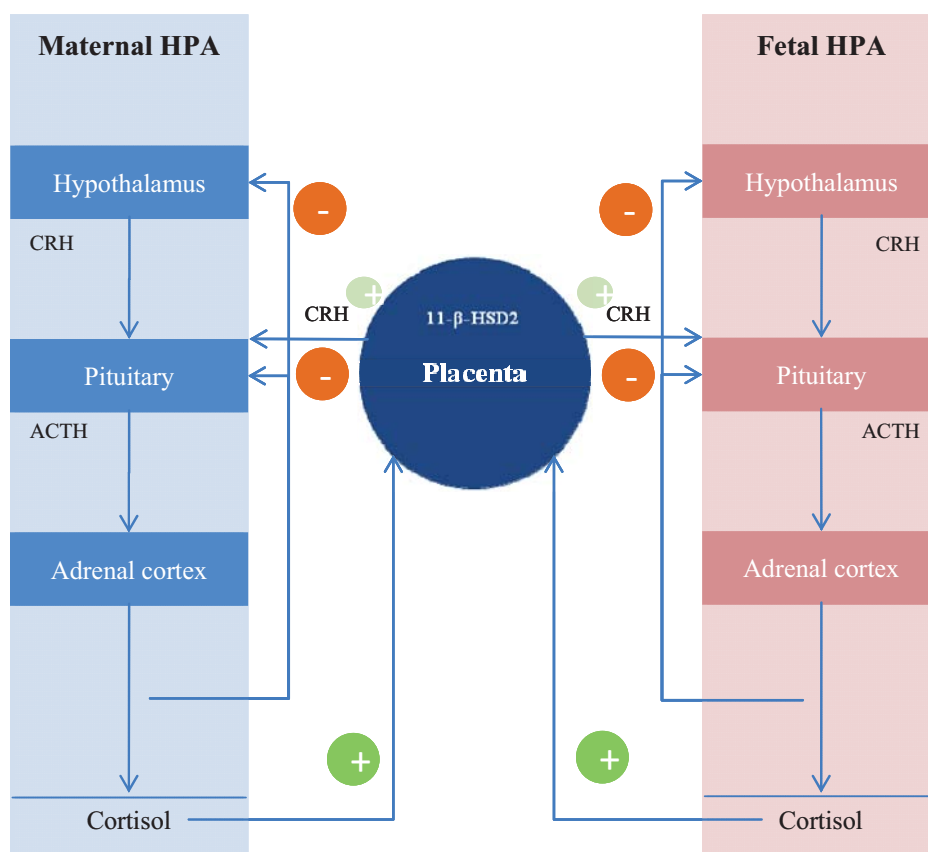 Maternal HPA
Hypothalamus
CRH
Pituitary
ACTH
Adrenal cortex
Cortisol
-
+
CRH
-
+
11-β-HSD2
Placenta
-
+
CRH
-
+
Fetal HPA
Hypothalamus
CRH
Pituitary
ACTH
Adrenal cortex
Cortisol